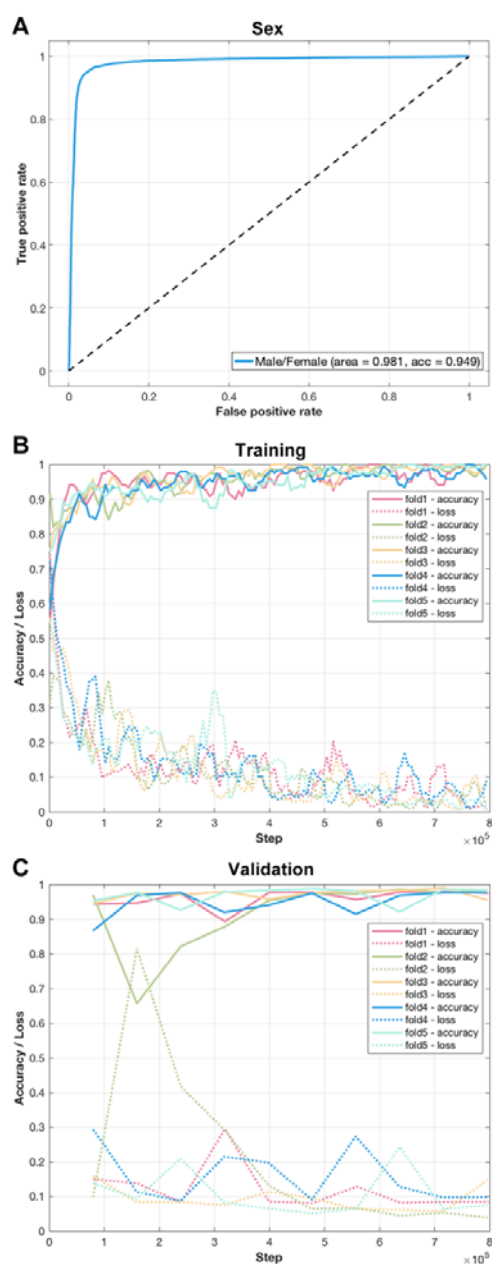 A
Sex
1
0.8
0.6
0.4
0.2
0
True positive rate
Male/Female (area = 0.981, acc = 0.949)
0 0.2 0.4 0.6 0.8 1
False positive rate
B
Training
1
0.9
0.8
0.7
0.6
0.5
0.4
0.3
0.2
0.1
0
Accuracy / Loss
fold1 - accuracy
fold1 - loss
fold2 - accuracy
fold2 - loss
fold3 - accuracy
fold3 - loss
fold4 - accuracy
fold4 - loss
fold5 - accuracy
fold5 - loss
0 1 2 3 4 5 6 7 8
Step
×10⁵
C
Validation
1
0.9
0.8
0.7
0.6
0.5
0.4
0.3
0.2
0.1
0
Accuracy / Loss
fold1 - accuracy
fold1 - loss
fold2 - accuracy
fold2 - loss
fold3 - accuracy
fold3 - loss
fold4 - accuracy
fold4 - loss
fold5 - accuracy
fold5 - loss
0 1 2 3 4 5 6 7 8
Step
×10⁵